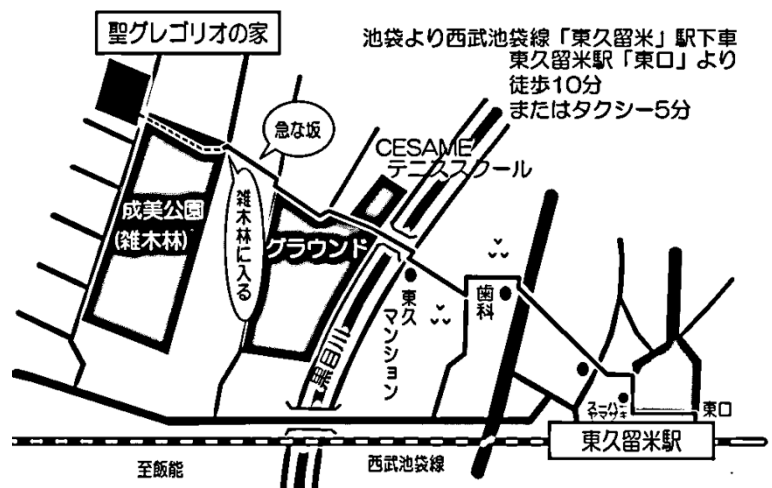 聖グレゴリオの家
池袋より西武池袋線「東久留米」駅下車
東久留米駅「東口」より
徒歩10分
またはタクシー5分
急な坂
CESAME
テニススクール
成美公園
(雑木林)
雑木林に入る
グラウンド
東久
マンション
歯科
黒目川
スーパー
ヤマザキ
東口
東久留米駅
至飯能
西武池袋線